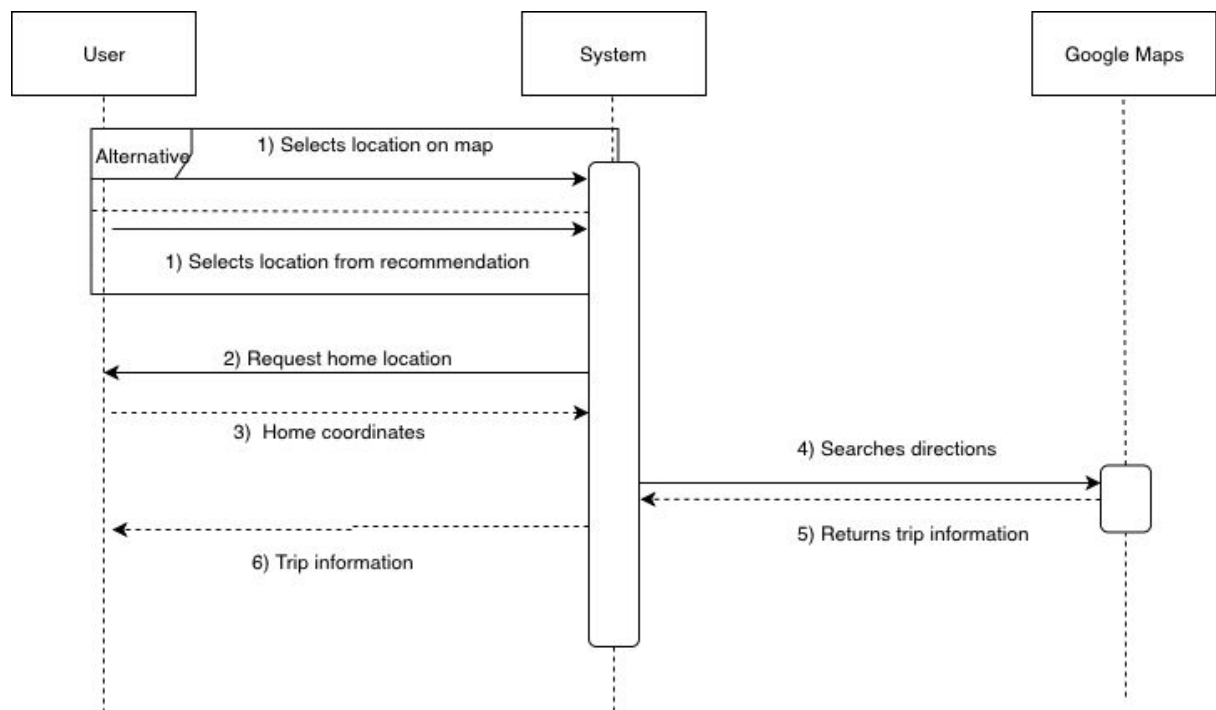 User
System
Google Maps
Alternative
1) Selects location on map
1) Selects location from recommendation
2) Request home location
3) Home coordinates
4) Searches directions
5) Returns trip information
6) Trip information